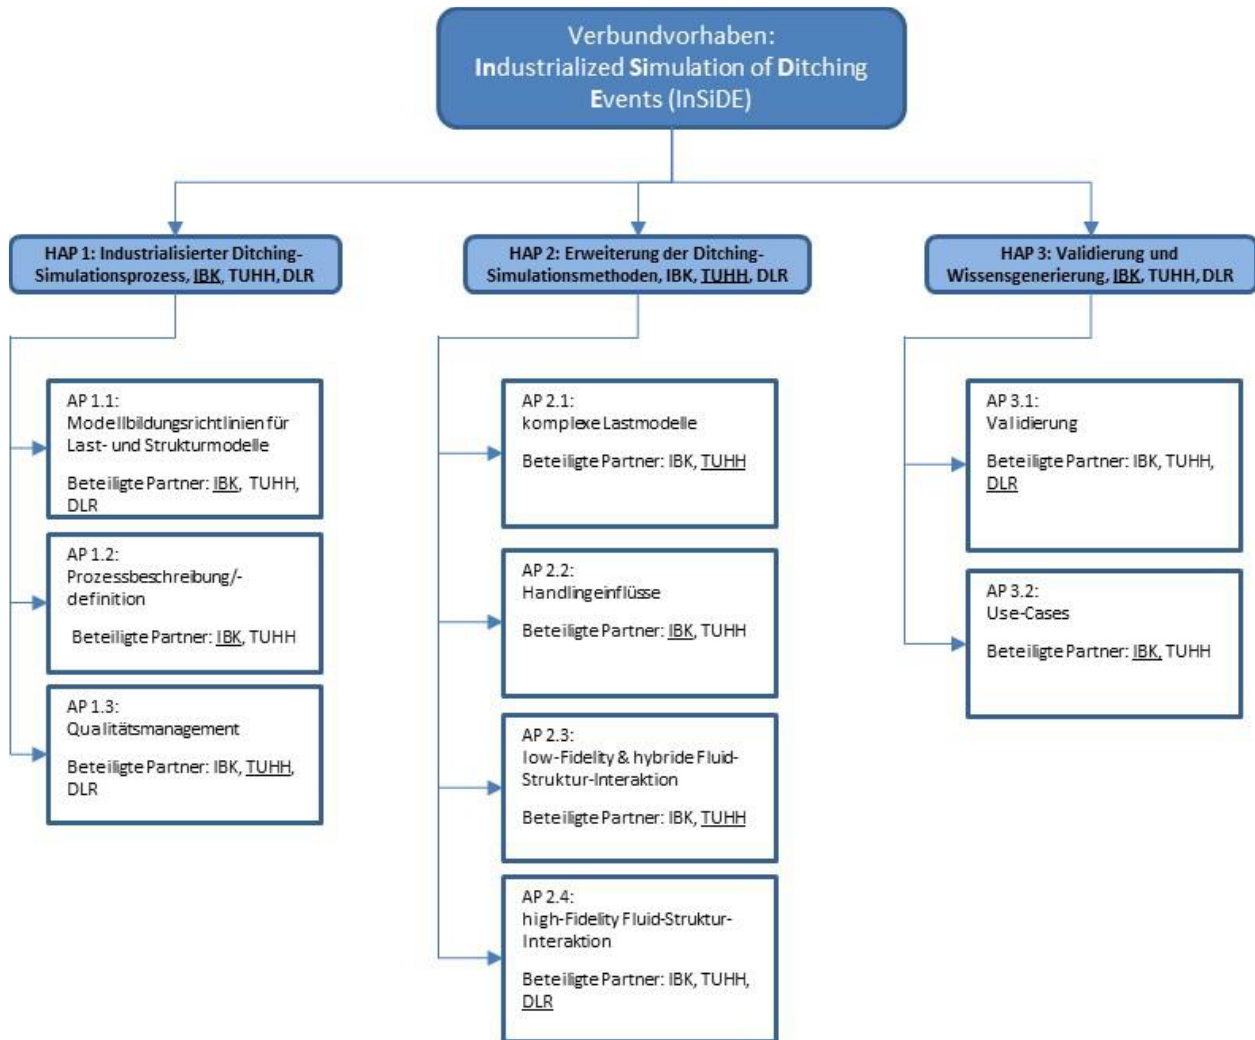 Verbundvorhaben:
Industrialized Simulation of Ditching
Events (InSiDE)
HAP 1: Industrialisierter Ditching-
Simulationsprozess, IBK, TUHH, DLR
AP 1.1:
Modellbildungsrichtlinien für
Last- und Strukturmodelle
Beteiligte Partner: IBK, TUHH,
DLR
AP 1.2:
Prozessbeschreibung/-
definition
Beteiligte Partner: IBK, TUHH
AP 1.3:
Qualitätsmanagement
Beteiligte Partner: IBK, TUHH,
DLR
HAP 2: Erweiterung der Ditching-
Simulationsmethoden, IBK, TUHH, DLR
AP 2.1:
komplexe Lastmodelle
Beteiligte Partner: IBK, TUHH
AP 2.2:
Handlingeinflüsse
Beteiligte Partner: IBK, TUHH
AP 2.3:
low-Fidelity & hybride Fluid-
Struktur-Interaktion
Beteiligte Partner: IBK, TUHH
AP 2.4:
high-Fidelity Fluid-Struktur-
Interaktion
Beteiligte Partner: IBK, TUHH,
DLR
HAP 3: Validierung und
Wissensgenerierung, IBK, TUHH, DLR
AP 3.1:
Validierung
Beteiligte Partner: IBK, TUHH,
DLR
AP 3.2:
Use-Cases
Beteiligte Partner: IBK, TUHH